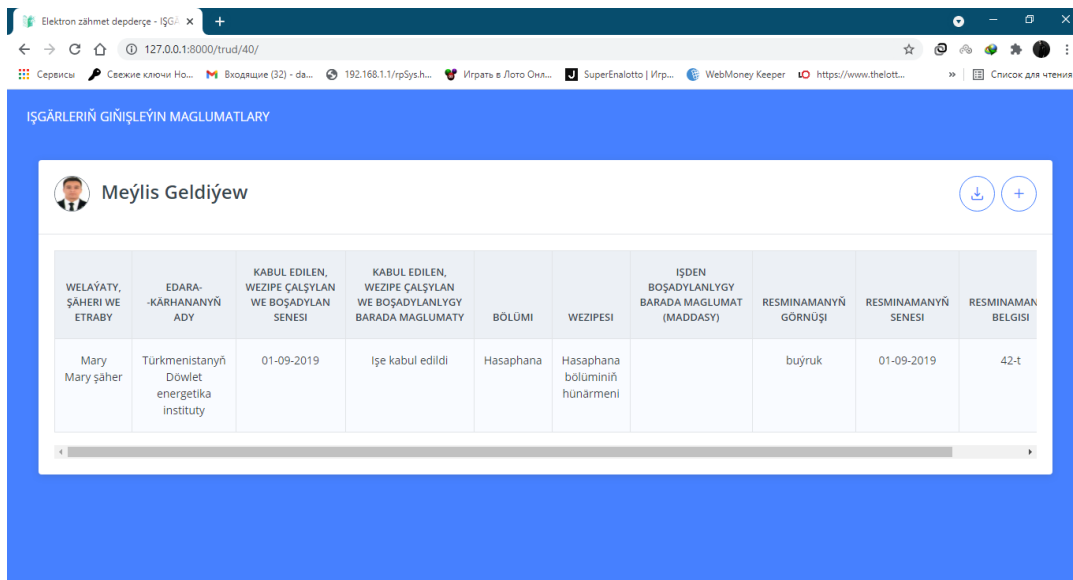 Elektron zähmet depderçe - IŞGÄ
127.0.0.1:8000/trud/40/
Сервисы Свежие ключи Но... Входящие (32) - da... 192.168.1.1/rpSys.h... Играть в Лото Онл... SuperEnalotto | Игр... WebMoney Keeper https://www.thelott... » Список для чтения
IŞGÄRLERIŇ GIŇIŞLEÝIN MAGLUMATLARY
Meýlis Geldiýew
WELAÝATY, ŞÄHERI WE ETRABY
EDARA-
-KÄRHANANYŇ
ADY
KABUL EDILEN,
WEZIPE ÇALŞYLAN
WE BOŞADYLAN
SENESI
KABUL EDILEN,
WEZIPE ÇALŞYLAN
WE BOŞADYLANLYGY
BARADA MAGLUMATY
BÖLÜMI
WEZIPESI
IŞDEN
BOŞADYLANLYGY
BARADA MAGLUMAT
(MADDASY)
RESMINAMANYŇ
GÖRNÜŞI
RESMINAMANYŇ
SENESI
RESMINAMAN
BELGISI
Mary
Mary şäher
Türkmenistanyň
Döwlet
energetika
instituty
01-09-2019
Işe kabul edildi
Hasaphana
Hasaphana
bölüminiň
hünärmeni
buýruk
01-09-2019
42-t